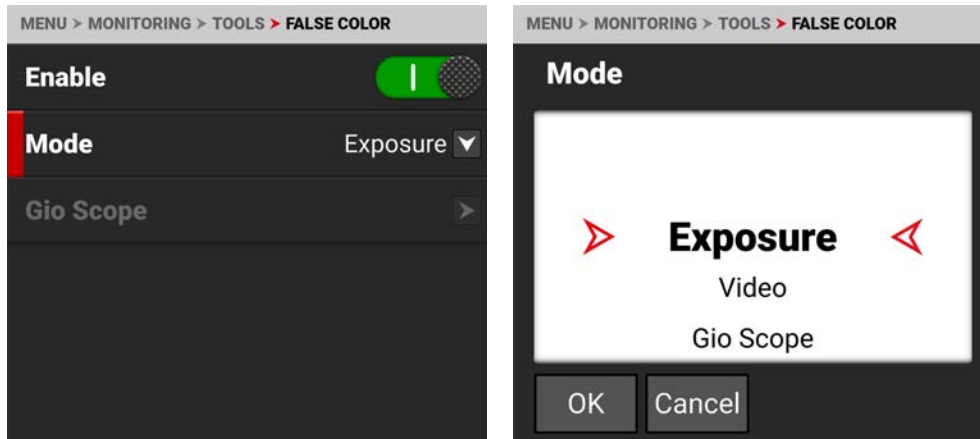 MENU > MONITORING > TOOLS > FALSE COLOR
Enable
Mode Exposure
Gio Scope
MENU > MONITORING > TOOLS > FALSE COLOR
Mode
Exposure
Video
Gio Scope
OK Cancel